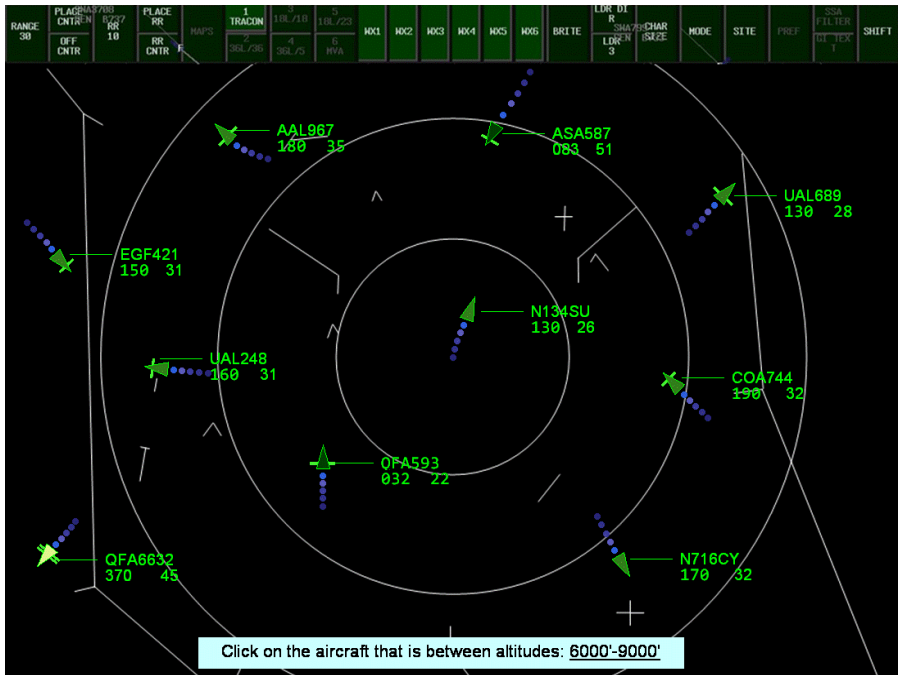 RANGE
30
PLACE
CNTR
OFF
CNTR
RR
10
PLACE
RR
RR
CNTR
MAPS
1
TRACON
2
36L/36
3
18L/18
4
36L/5
5
18L/23
6
MVA
WX1
WX2
WX3
WX4
WX5
WX6
BRITE
LDR DI
R
LDR
3
CHAR
SIZE
MODE
SITE
PREF
SSA
FILTER
GI TEX
T
SHIFT
AAL967
180 35
ASA587
083 51
UAL689
130 28
EGF421
150 31
N134SU
130 26
UAL248
160 31
COA744
190 32
QFA593
032 22
QFA6632
370 45
N716CY
170 32
Click on the aircraft that is between altitudes: 6000'-9000'